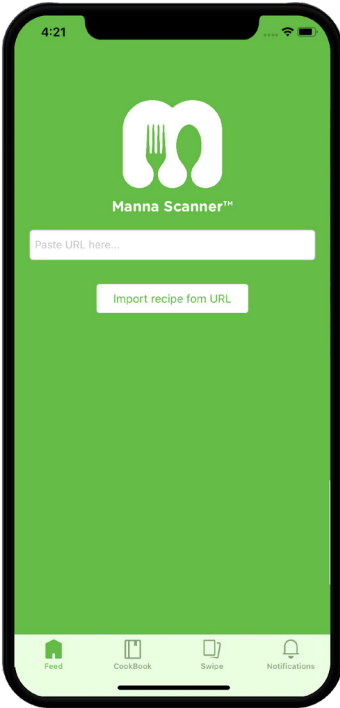 4:21
Manna Scanner™
Paste URL here...
Import recipe fom URL
Feed CookBook Swipe Notifications